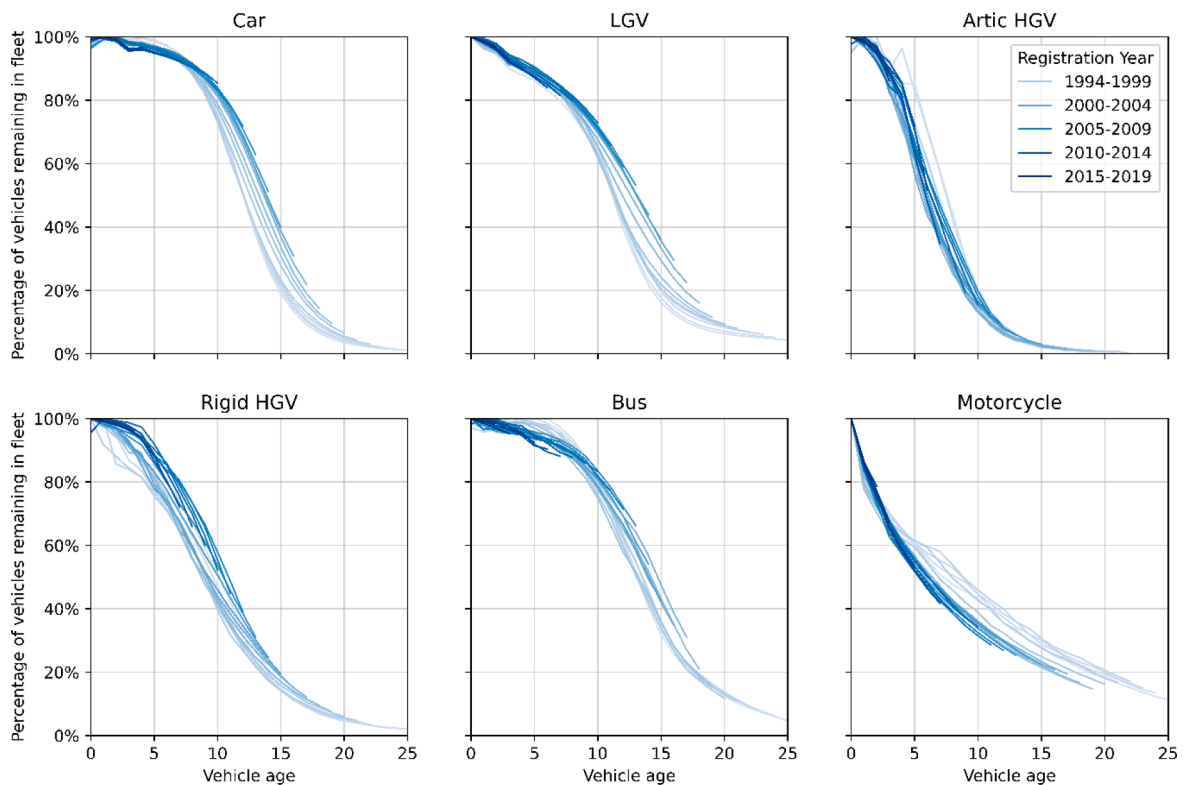 Car
LGV
Artic HGV
Percentage of vehicles remaining in fleet
100%
80%
60%
40%
20%
0%
Registration Year
1994-1999
2000-2004
2005-2009
2010-2014
2015-2019
Rigid HGV
Bus
Motorcycle
Percentage of vehicles remaining in fleet
100%
80%
60%
40%
20%
0%
0 5 10 15 20 25
0 5 10 15 20 25
0 5 10 15 20 25
Vehicle age
Vehicle age
Vehicle age